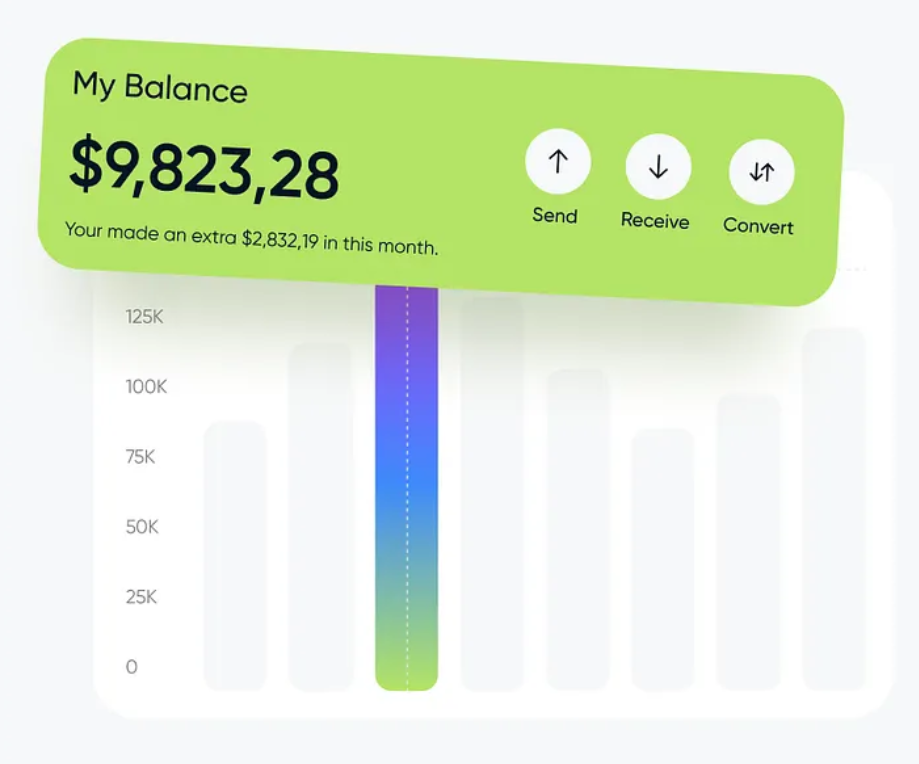 My Balance
$9,823,28
Your made an extra $2,832,19 in this month.
Send
Receive
Convert
125K
100K
75K
50K
25K
0